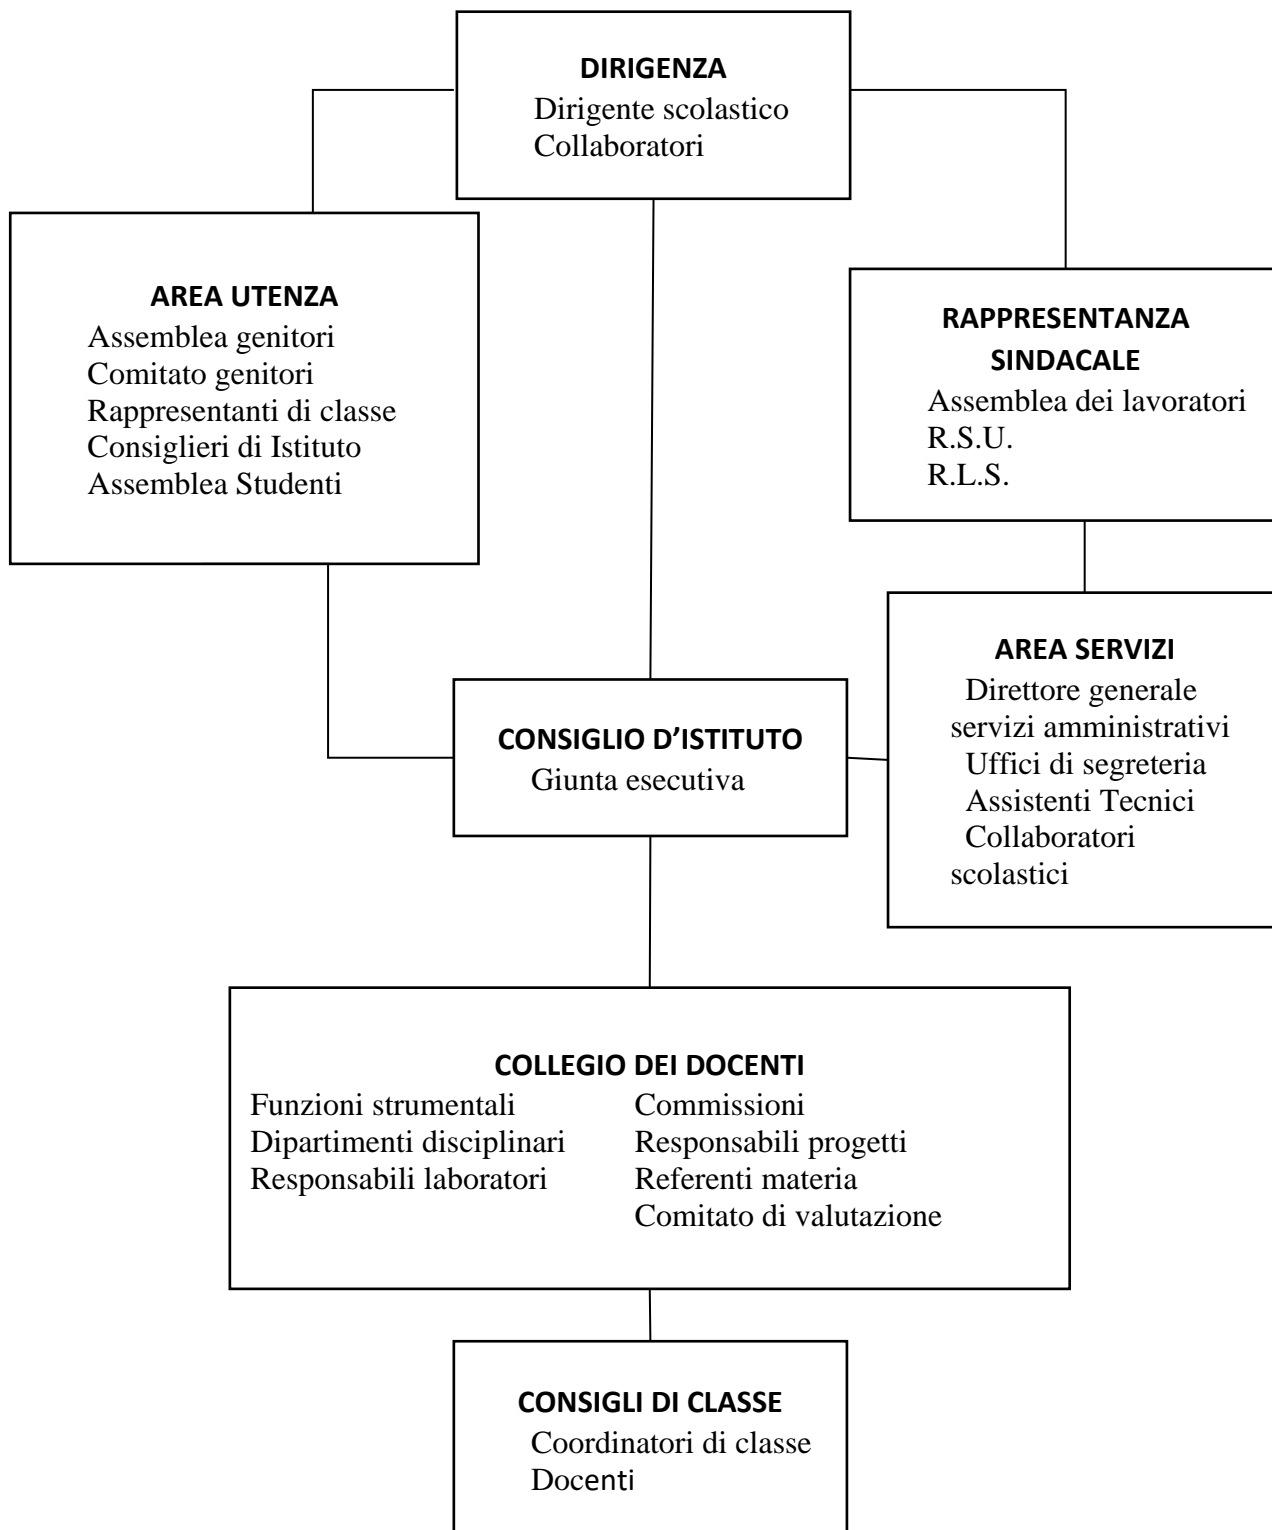 DIRIGENZA
Dirigente scolastico
Collaboratori
AREA UTENZA
Assemblea genitori
Comitato genitori
Rappresentanti di classe
Consiglieri di Istituto
Assemblea Studenti
RAPPRESENTANZA
SINDACALE
Assemblea dei lavoratori
R.S.U.
R.L.S.
AREA SERVIZI
Direttore generale
servizi amministrativi
Uffici di segreteria
Assistenti Tecnici
Collaboratori
scolastici
CONSIGLIO D’ISTITUTO
Giunta esecutiva
COLLEGIO DEI DOCENTI
Funzioni strumentali
Dipartimenti disciplinari
Responsabili laboratori
Commissioni
Responsabili progetti
Referenti materia
Comitato di valutazione
CONSIGLI DI CLASSE
Coordinatori di classe
Docenti